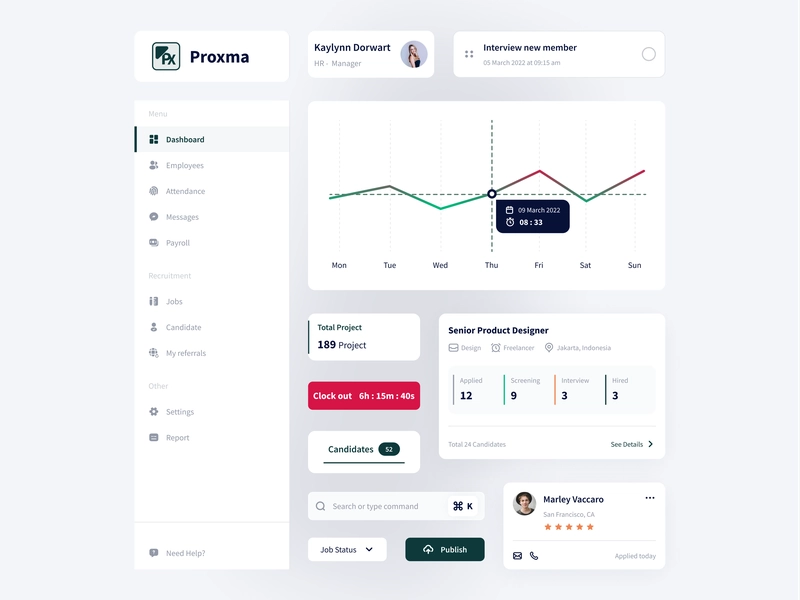 Px
Proxma
Kaylynn Dorwart
HR - Manager
Interview new member
05 March 2022 at 09:15 am
Menu
Dashboard
Employees
Attendance
Messages
Payroll
Recruitment
Jobs
Candidate
My referrals
Other
Settings
Report
Need Help?
09 March 2022
08 : 33
Mon Tue Wed Thu Fri Sat Sun
Total Project
189 Project
Clock out 6h : 15m : 40s
Candidates 52
Search or type command ⌘ K
Job Status
Publish
Senior Product Designer
Design Freelancer Jakarta, Indonesia
Applied Screening Interview Hired
12 9 3 3
Total 24 Candidates See Details
Marley Vaccaro
San Francisco, CA
Applied today